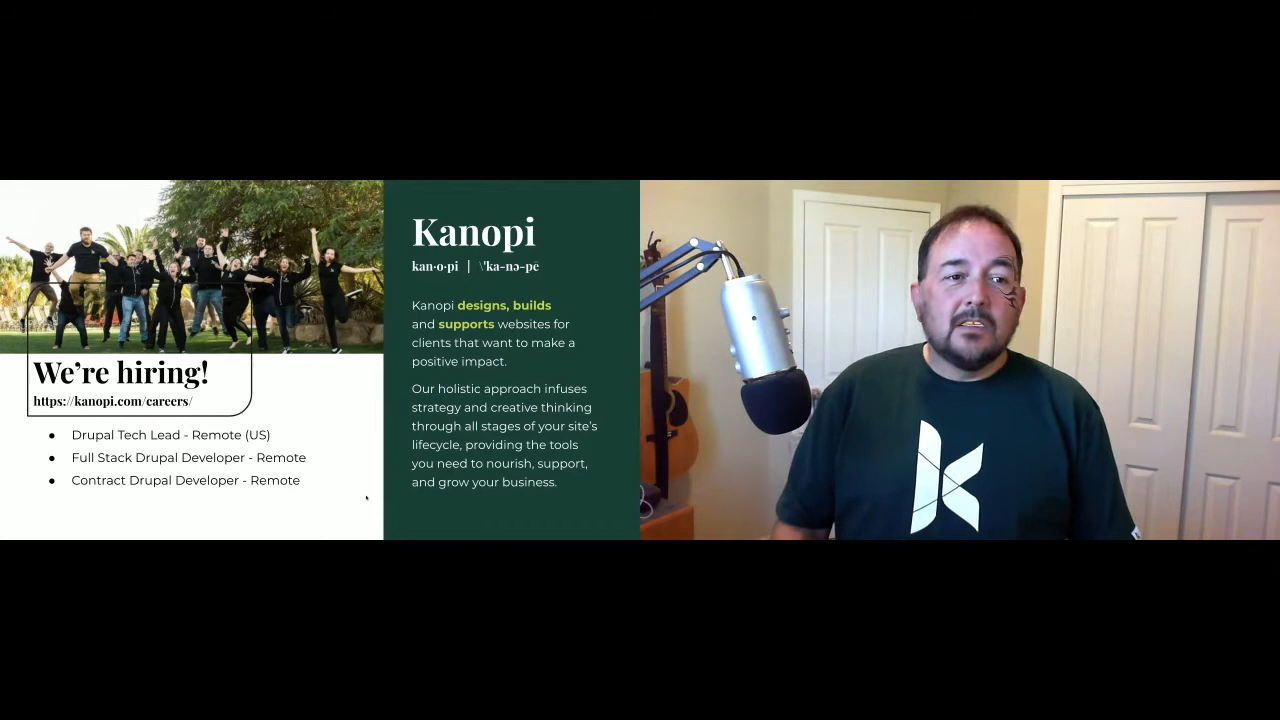 We're hiring!
https://kanopi.com/careers/
● Drupal Tech Lead - Remote (US)
● Full Stack Drupal Developer - Remote
● Contract Drupal Developer - Remote
Kanopi
kan·o·pi | \'ka-nə-pē
Kanopi designs, builds
and supports websites for
clients that want to make a
positive impact.
Our holistic approach infuses
strategy and creative thinking
through all stages of your site's
lifecycle, providing the tools
you need to nourish, support,
and grow your business.